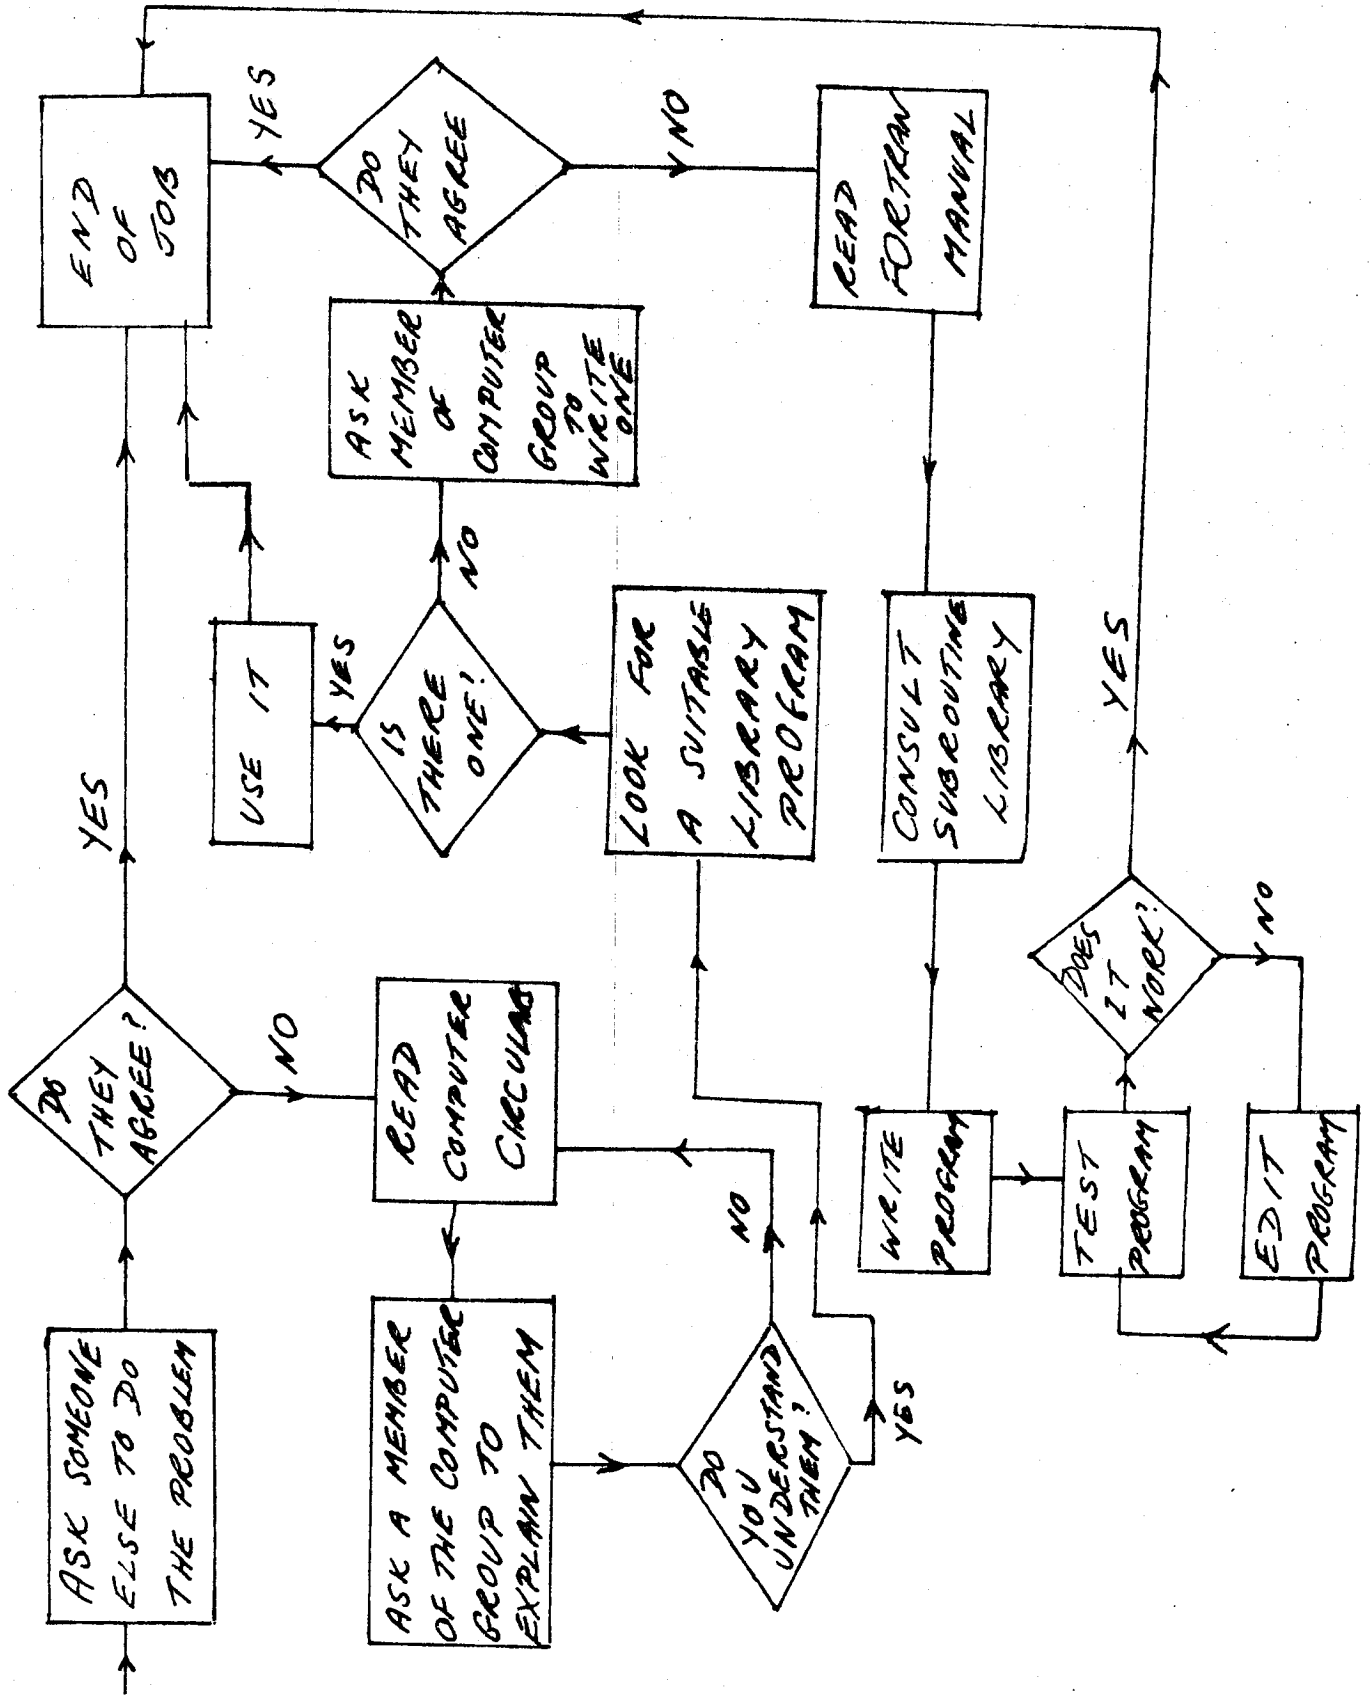 ASK SOMEONE
ELSE TO DO
THE PROBLEM
DO
THEY
AGREE?
YES
END
OF
JOB
NO
READ
COMPUTER
CIRCULARS
ASK A MEMBER
OF THE COMPUTER
GROUP TO
EXPLAIN THEM
DO
YOU
UNDERSTAND
THEM?
NO
YES
LOOK FOR
A SUITABLE
LIBRARY
PROGRAM
IS
THERE
ONE?
YES
USE IT
NO
ASK
MEMBER
OF
COMPUTER
GROUP
TO
WRITE
ONE
DO
THEY
AGREE
YES
NO
READ
FORTRAN
MANUAL
CONSULT
SUBROUTINE
LIBRARY
WRITE
PROGRAM
TEST
PROGRAM
DOES
IT
WORK?
YES
NO
EDIT
PROGRAM